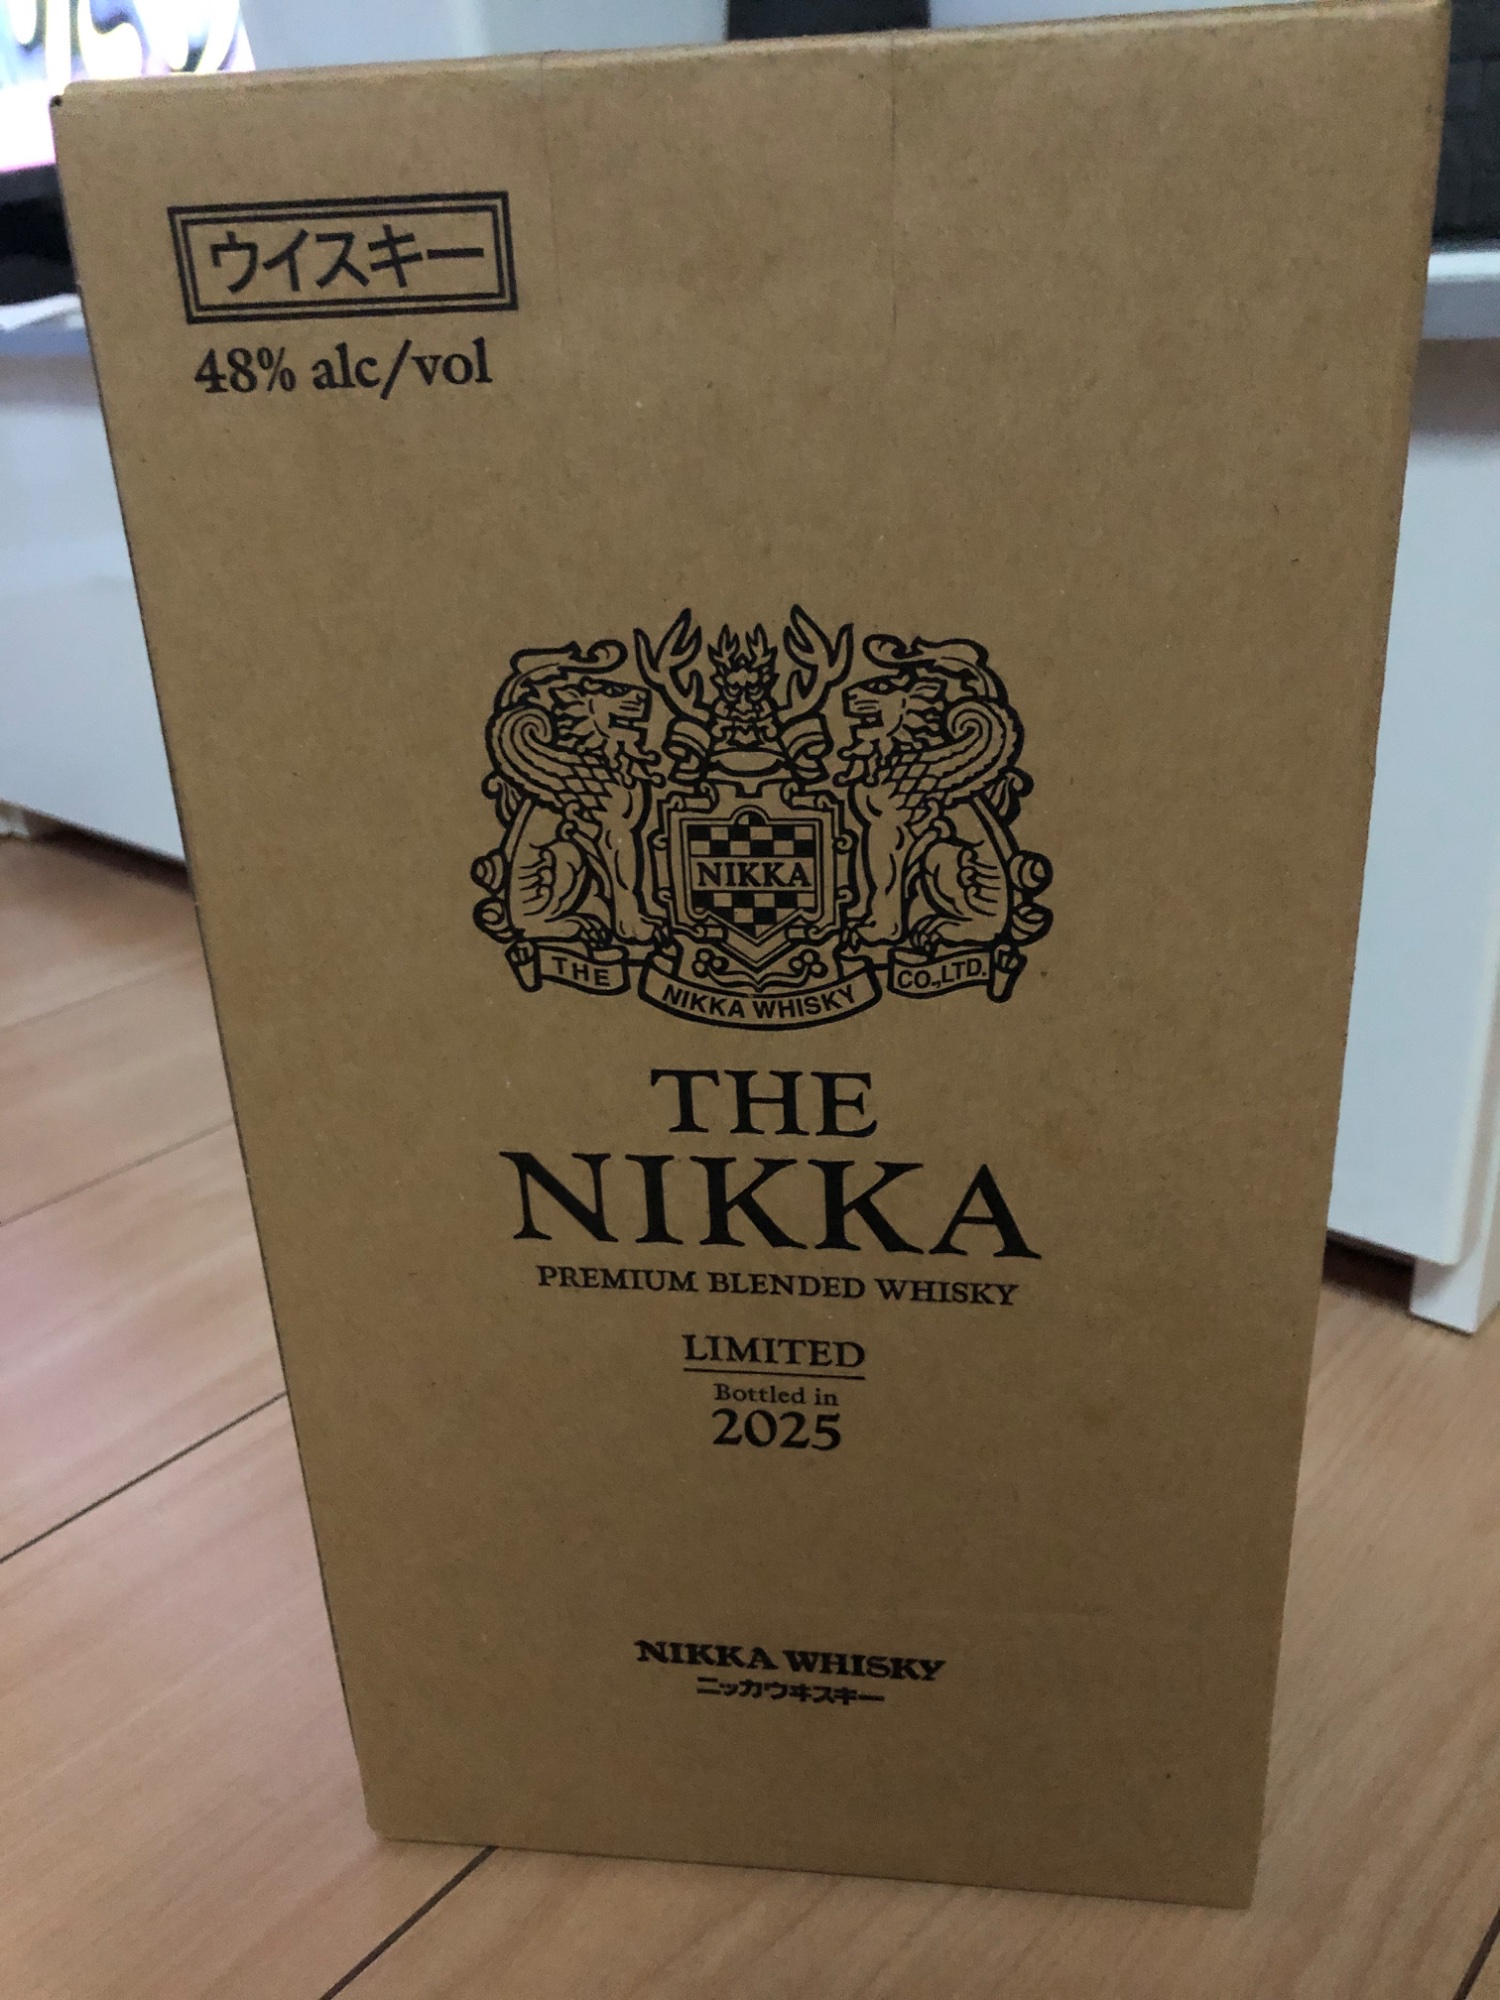 ウイスキー
48% alc/vol
NIKKA
THE NIKKA WHISKY CO.,LTD.
THE
NIKKA
PREMIUM BLENDED WHISKY
LIMITED
Bottled in
2025
NIKKA WHISKY
ニッカウヰスキー